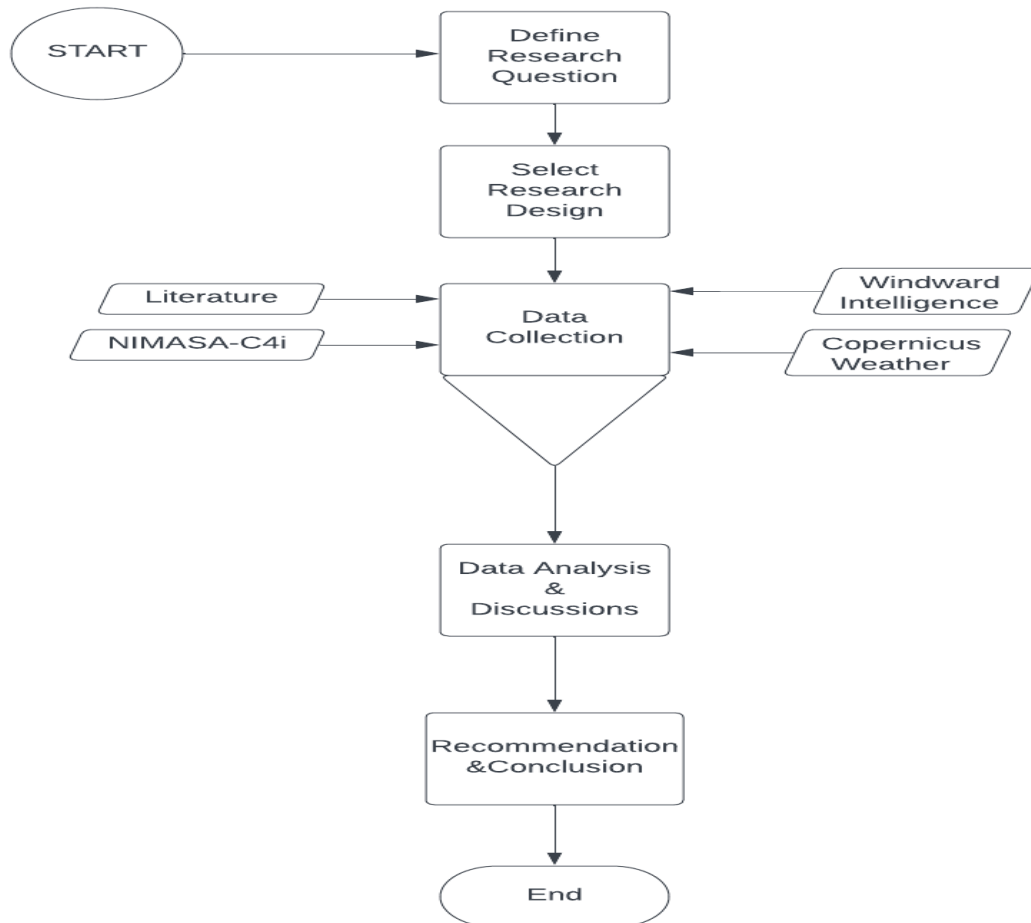 START
Define
Research
Question
Select
Research
Design
Literature
NIMASA-C4i
Data
Collection
Windward
Intelligence
Copernicus
Weather
Data Analysis
&
Discussions
Recommendation
&Conclusion
End